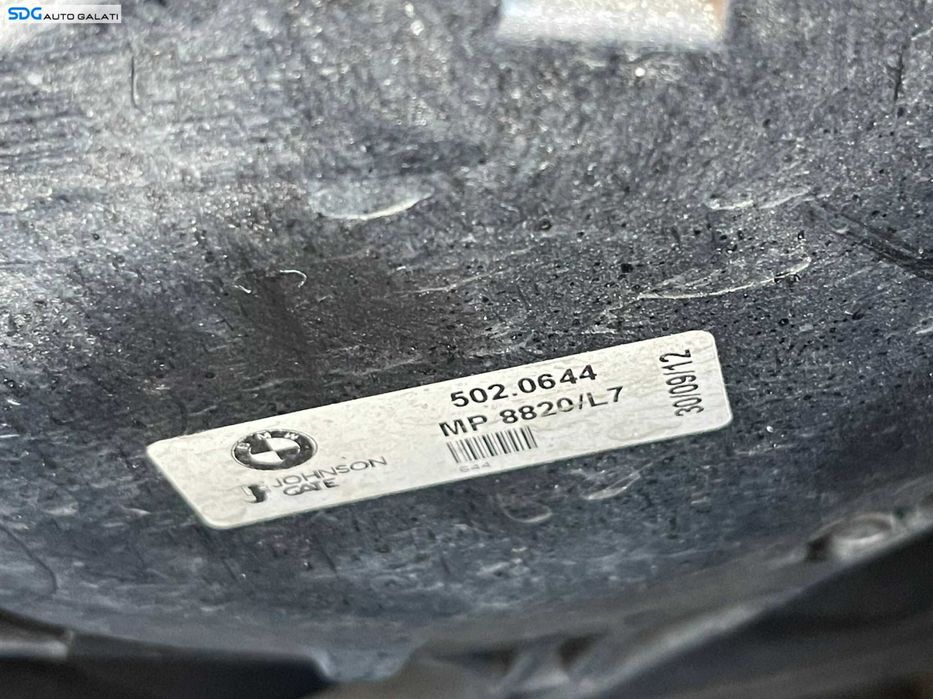 SDG AUTO GALATI
502.0644
MP 8820/L7
30/09/12
JOHNSON
GATE
644